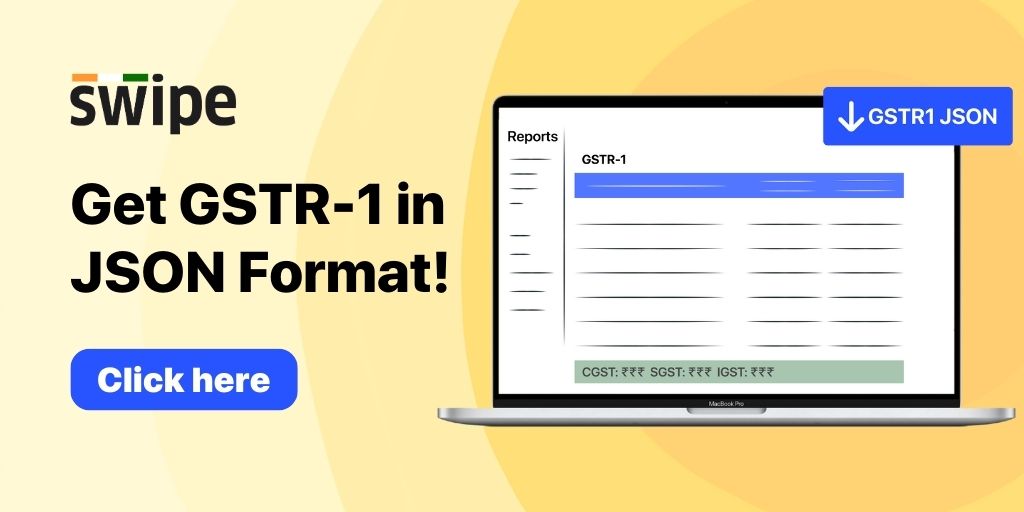 swipe
Get GSTR-1 in
JSON Format!
Click here
GSTR1 JSON
Reports
GSTR-1
CGST: ₹₹₹ SGST: ₹₹₹ IGST: ₹₹₹
MacBook Pro